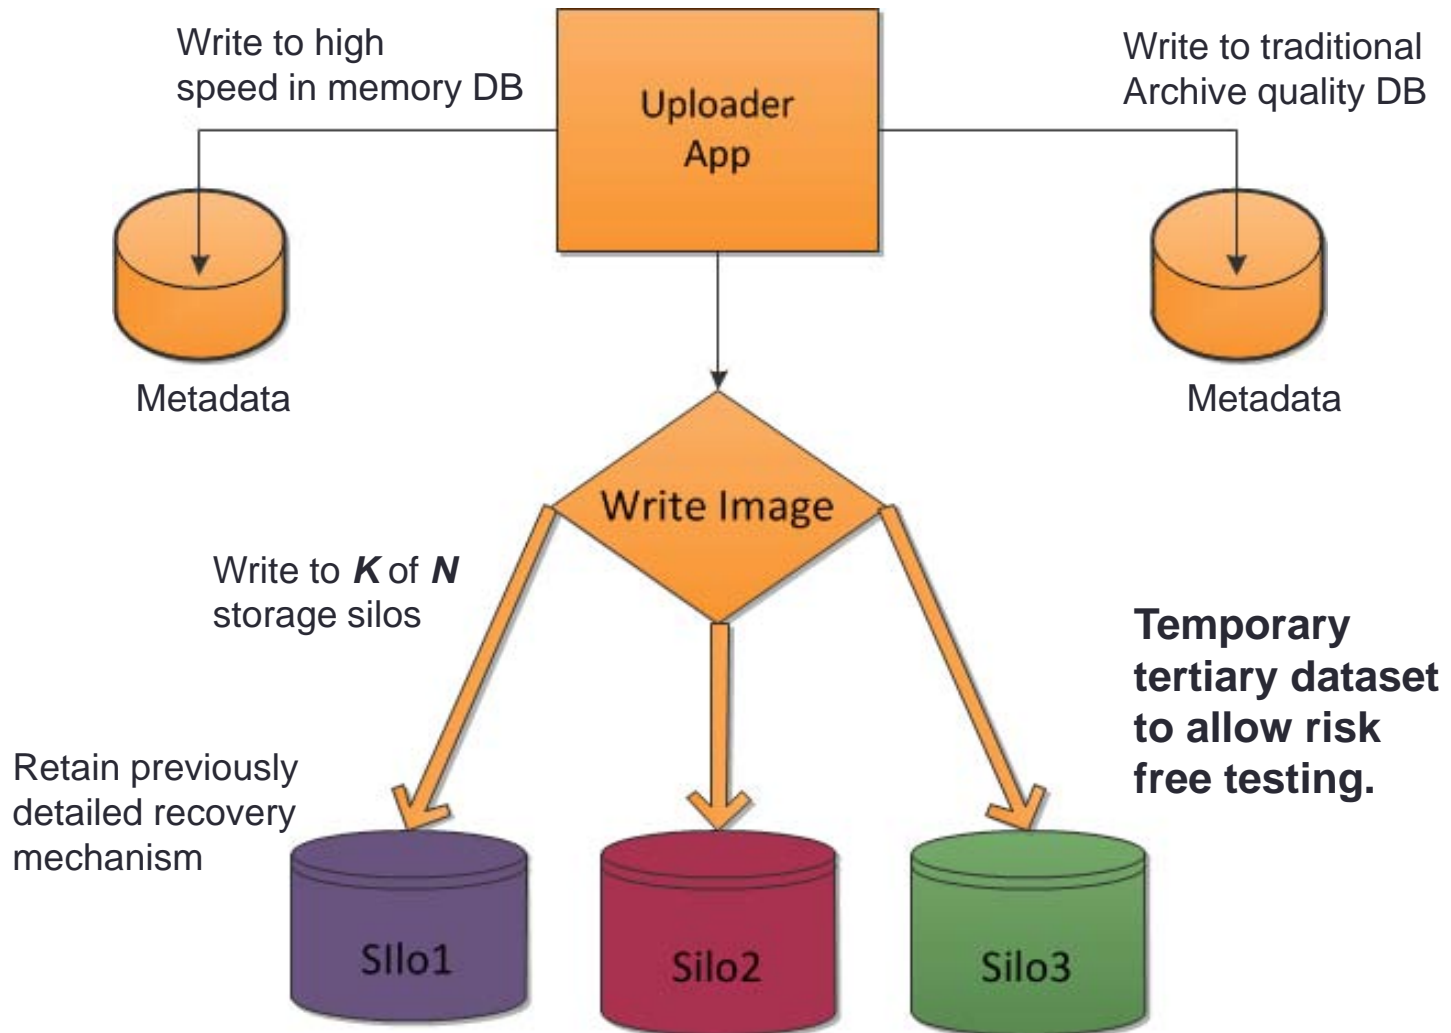 Write to high
speed in memory DB
Uploader
App
Write to traditional
Archive quality DB
Metadata
Metadata
Write Image
Write to K of N
storage silos
Temporary
tertiary dataset
to allow risk
free testing.
Retain previously
detailed recovery
mechanism
SIlo1
Silo2
Silo3